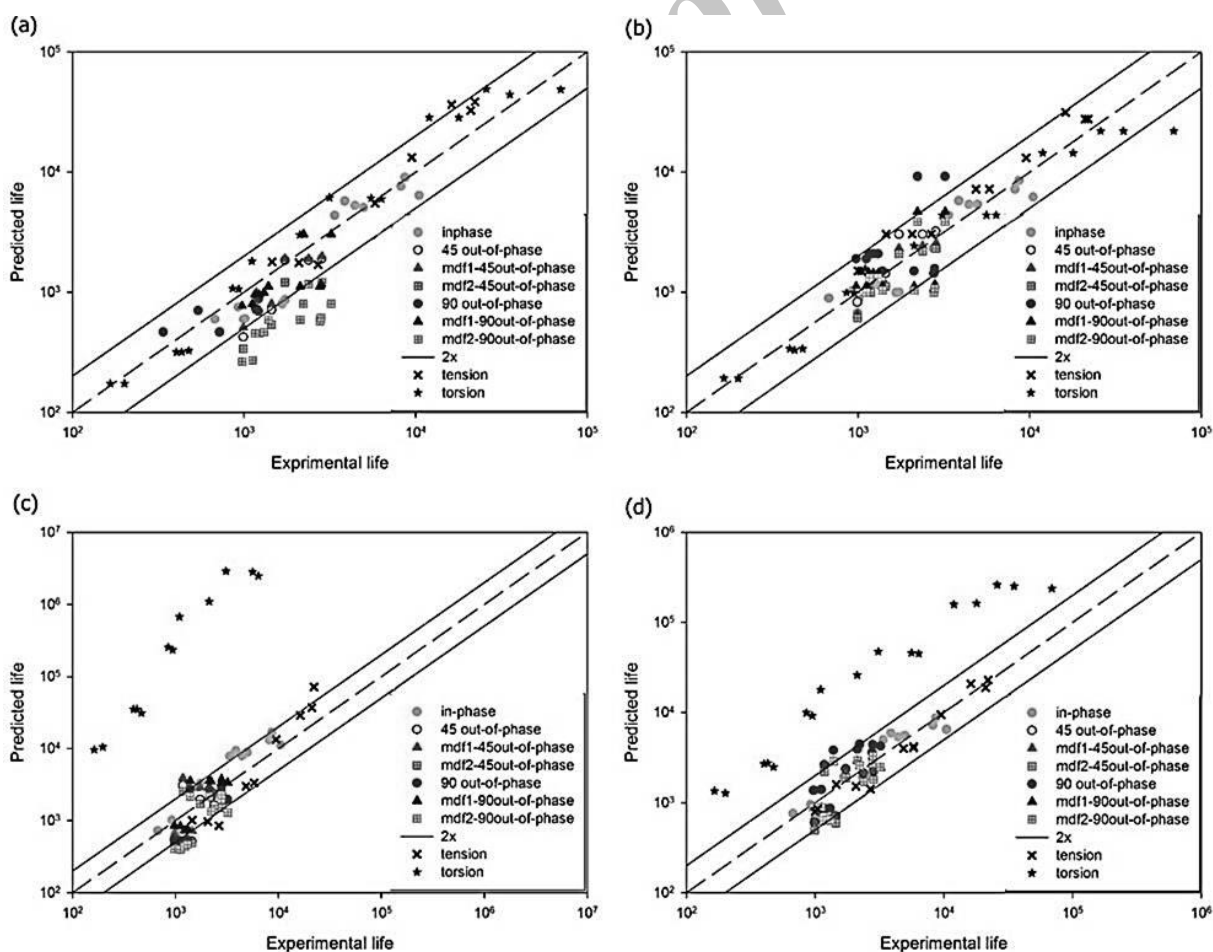 (a)
10^5
10^4
10^3
10^2
Predicted life
inphase
45 out-of-phase
mdf1-45out-of-phase
mdf2-45out-of-phase
90 out-of-phase
mdf1-90out-of-phase
mdf2-90out-of-phase
2x
tension
torsion
10^2 10^3 10^4 10^5
Exprimental life
(b)
10^5
10^4
10^3
10^2
Predicted life
inphase
45 out-of-phase
mdf1-45out-of-phase
mdf2-45out-of-phase
90 out-of-phase
mdf1-90out-of-phase
mdf2-90out-of-phase
2x
tension
torsion
10^2 10^3 10^4 10^5
Exprimental life
(c)
10^7
10^6
10^5
10^4
10^3
10^2
Predicted life
in-phase
45 out-of-phase
mdf1-45out-of-phase
mdf2-45out-of-phase
90 out-of-phase
mdf1-90out-of-phase
mdf2-90out-of-phase
2x
tension
torsion
10^2 10^3 10^4 10^5 10^6 10^7
Experimental life
(d)
10^6
10^5
10^4
10^3
10^2
Predicted life
in-phase
45 out-of-phase
mdf1-45out-of-phase
mdf2-45out-of-phase
90 out-of-phase
mdf1-90out-of-phase
mdf2-90out-of-phase
2x
tension
torsion
10^2 10^3 10^4 10^5 10^6
Experimental life